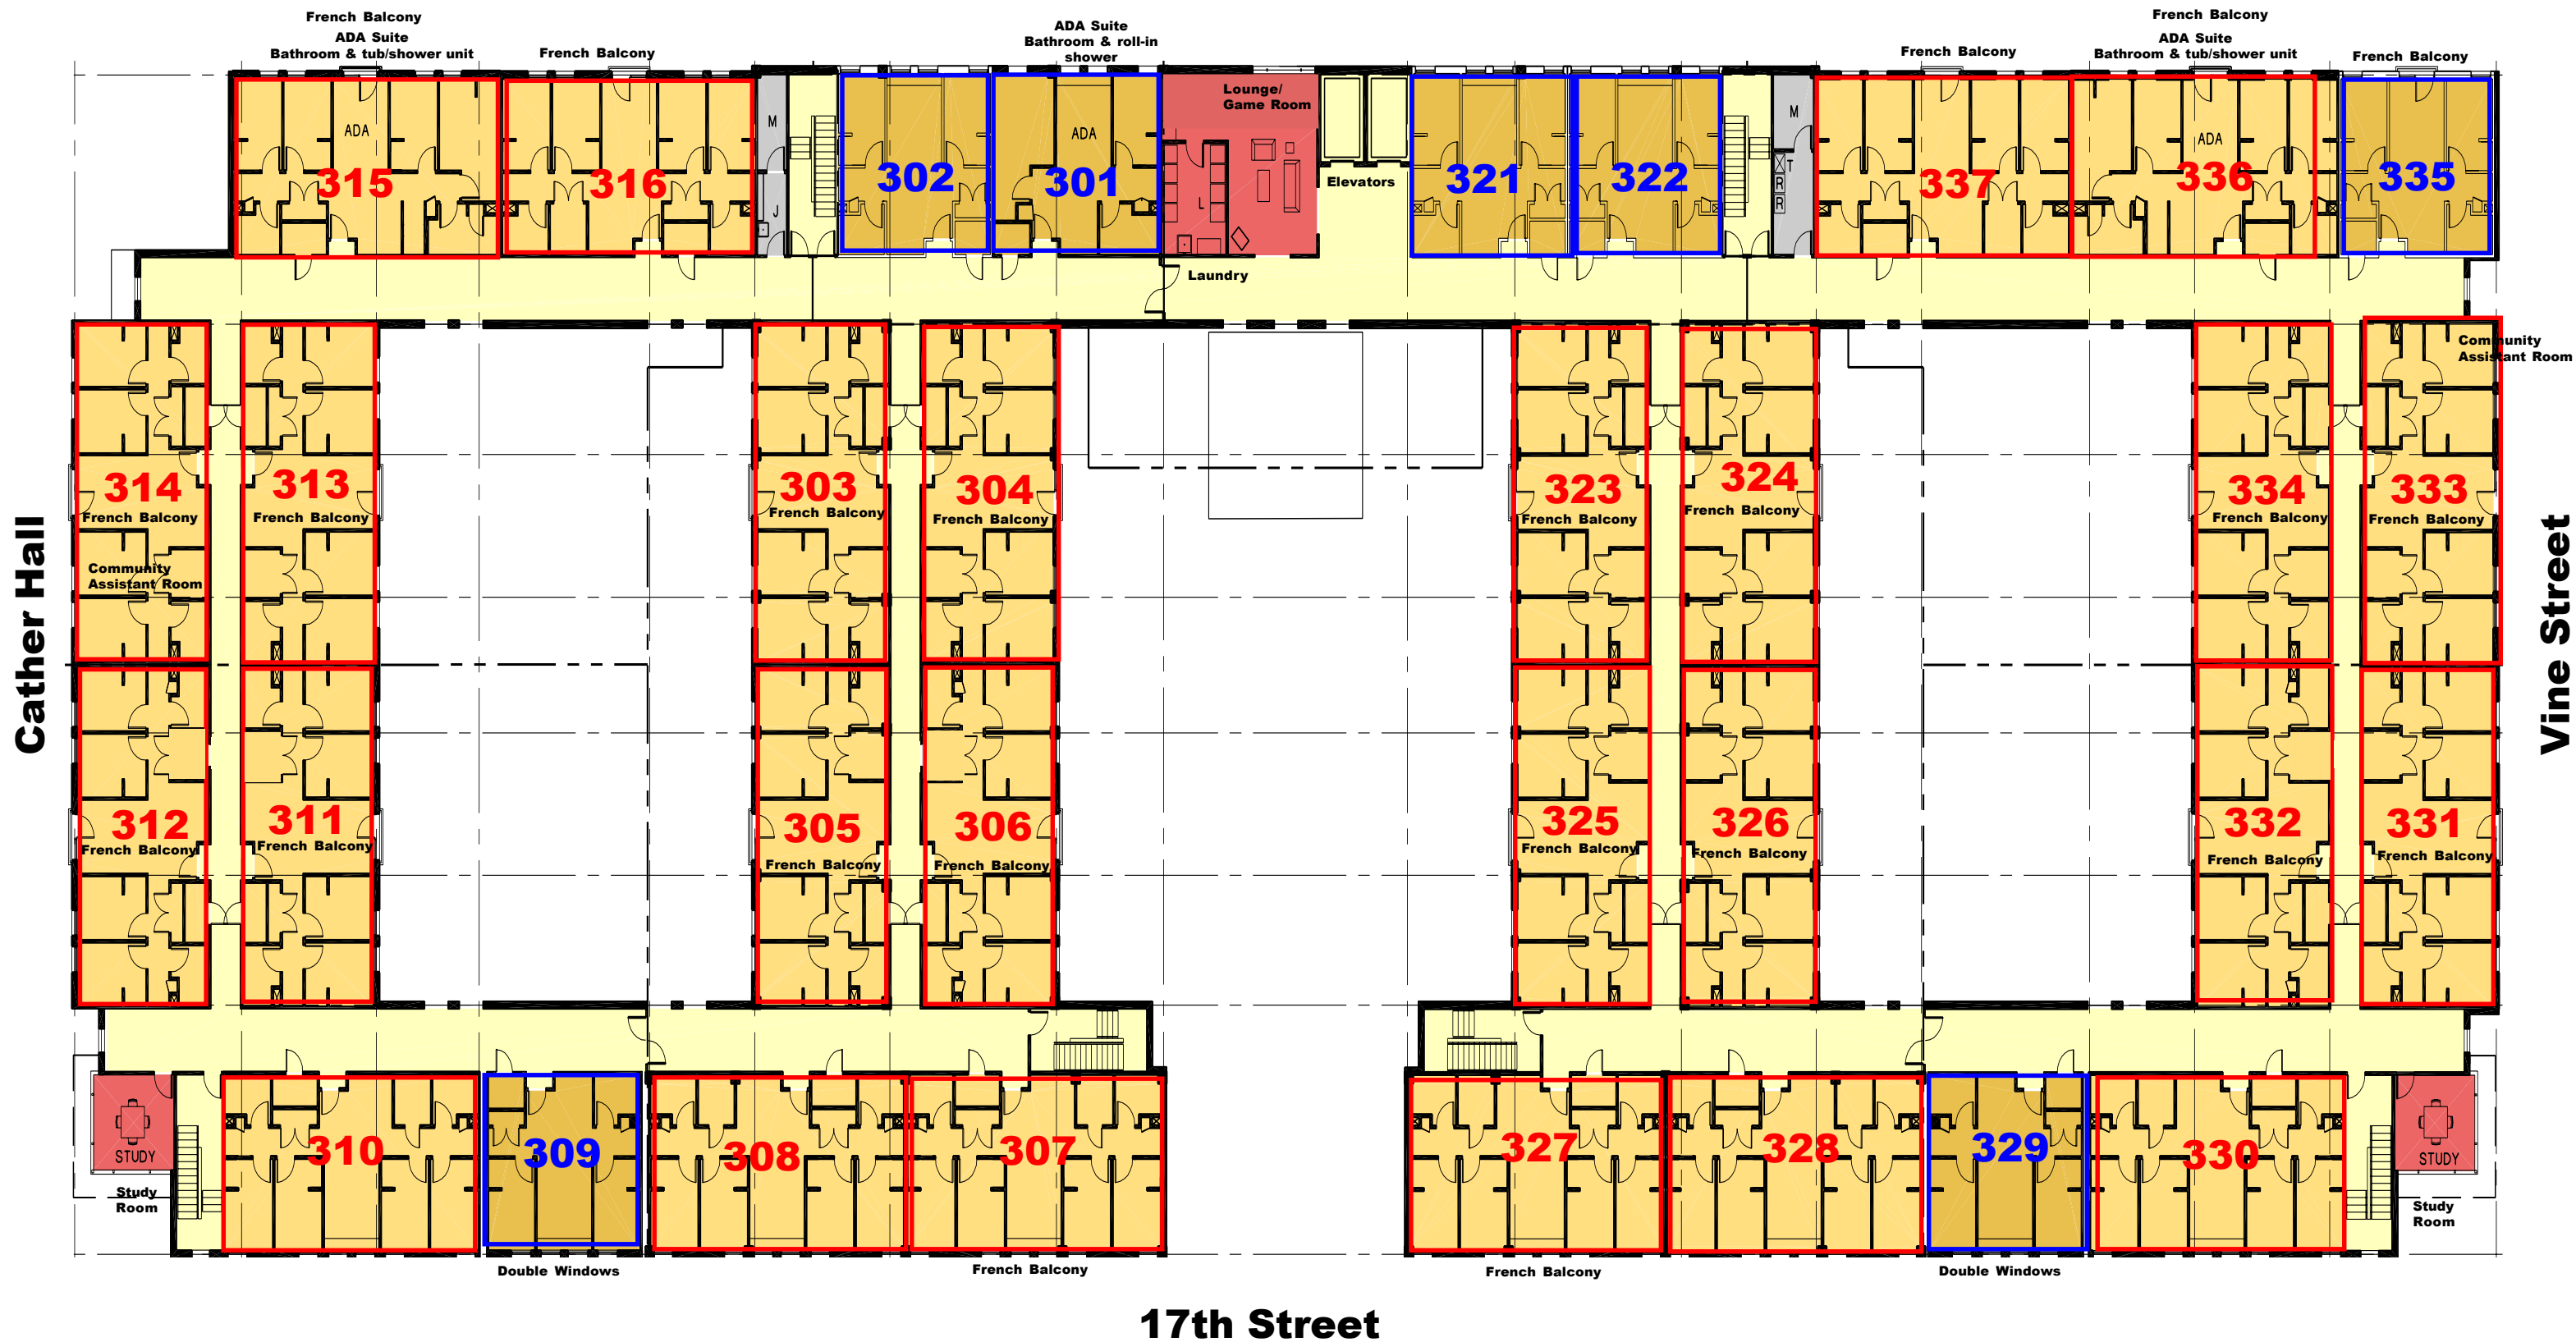 French Balcony
ADA Suite
Bathroom & tub/shower unit
French Balcony
ADA Suite
Bathroom & roll-in
shower
French Balcony
French Balcony
ADA Suite
Bathroom & tub/shower unit
French Balcony
ADA
315
316
M
J
302
ADA
301
Lounge/
Game Room
L
Laundry
Elevators
321
322
M
T
R
R
337
ADA
336
335
Community
Assistant Room
314
French Balcony
Community
Assistant Room
313
French Balcony
303
French Balcony
304
French Balcony
323
French Balcony
324
French Balcony
334
French Balcony
333
French Balcony
Cather Hall
Vine Street
312
French Balcony
311
French Balcony
305
French Balcony
306
French Balcony
325
French Balcony
326
French Balcony
332
French Balcony
331
French Balcony
STUDY
Study
Room
310
309
308
307
327
328
329
330
STUDY
Study
Room
Double Windows
French Balcony
French Balcony
Double Windows
17th Street